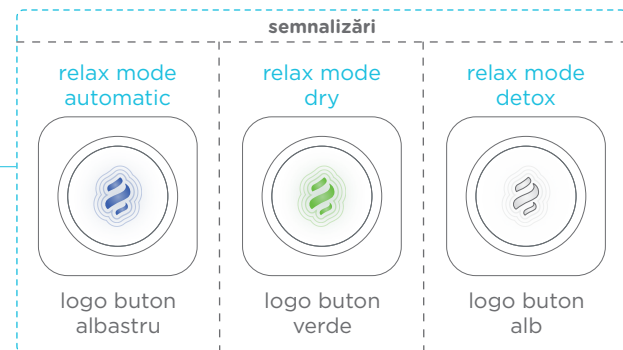 semnalizări
relax mode
automatic
relax mode
dry
relax mode
detox
logo buton
albastru
logo buton
verde
logo buton
alb